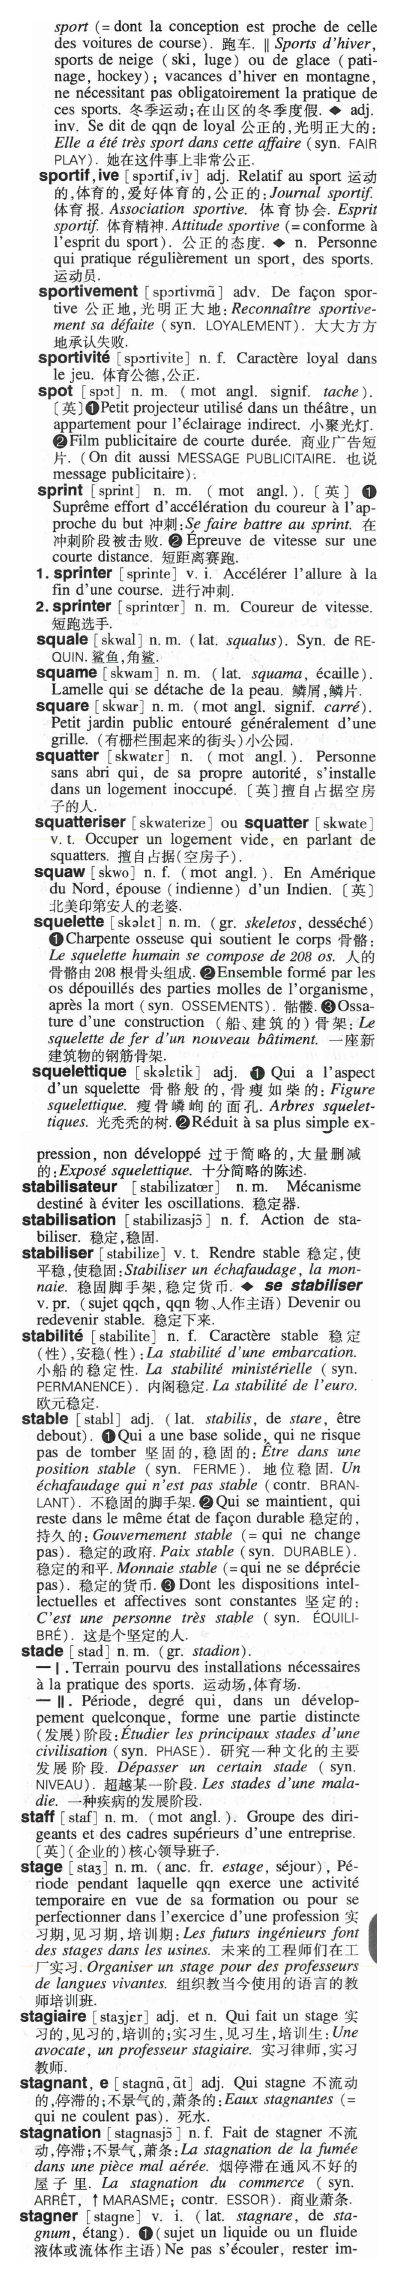 sport (= dont la conception est proche de celle
des voitures de course). 跑车. ‖ Sports d'hiver,
sports de neige (ski, luge) ou de glace (pati-
nage, hockey) ; vacances d'hiver en montagne,
ne nécessitant pas obligatoirement la pratique de
ces sports. 冬季运动;在山区的冬季度假. ◆ adj.
inv. Se dit de qqn de loyal 公正的,光明正大的:
Elle a été très sport dans cette affaire (syn. FAIR
PLAY). 她在这件事上非常公正.
sportif,ive [spɔrtif,iv] adj. Relatif au sport 运动
的,体育的,爱好体育的,公正的: Journal sportif.
体育报. Association sportive. 体育协会. Esprit
sportif. 体育精神. Attitude sportive (= conforme à
l'esprit du sport). 公正的态度. ◆ n. Personne
qui pratique régulièrement un sport, des sports.
运动员.
sportivement [spɔrtivmɑ̃] adv. De façon spor-
tive 公正地,光明正大地: Reconnaître sportive-
ment sa défaite (syn. LOYALEMENT). 大大方方
地承认失败.
sportivité [spɔrtivite] n. f. Caractère loyal dans
le jeu. 体育公德,公正.
spot [spɔt] n. m. (mot angl. signif. tache).
〔英〕❶Petit projecteur utilisé dans un théâtre, un
appartement pour l'éclairage indirect. 小聚光灯.
❷Film publicitaire de courte durée. 商业广告短
片. (On dit aussi MESSAGE PUBLICITAIRE. 也说
message publicitaire).
sprint [sprint] n. m. (mot angl.). 〔英〕 ❶
Suprême effort d'accélération du coureur à l'ap-
proche du but 冲刺: Se faire battre au sprint. 在
冲刺阶段被击败. ❷ Épreuve de vitesse sur une
courte distance. 短距离赛跑.
1. sprinter [sprinte] v. i. Accélérer l'allure à la
fin d'une course. 进行冲刺.
2. sprinter [sprintœr] n. m. Coureur de vitesse.
短跑选手.
squale [skwal] n. m. (lat. squalus). Syn. de RE-
QUIN. 鲨鱼,角鲨.
squame [skwam] n. m. (lat. squama, écaille).
Lamelle qui se détache de la peau. 鳞屑,鳞片.
square [skwar] n. m. (mot angl. signif. carré).
Petit jardin public entouré généralement d'une
grille. (有栅栏围起来的街头)小公园.
squatter [skwatœr] n. (mot angl.). Personne
sans abri qui, de sa propre autorité, s'installe
dans un logement inoccupé. 〔英〕擅自占据空房
子的人.
squatteriser [skwaterize] ou squatter [skwate]
v. t. Occuper un logement vide, en parlant de
squatters. 擅自占据(空房子).
squaw [skwo] n. f. (mot angl.). En Amérique
du Nord, épouse (indienne) d'un Indien. 〔英〕
北美印第安人的老婆.
squelette [skəlɛt] n. m. (gr. skeletos, desséché)
❶Charpente osseuse qui soutient le corps 骨骼:
Le squelette humain se compose de 208 os. 人的
骨骼由 208 根骨头组成. ❷Ensemble formé par les
os dépouillés des parties molles de l'organisme,
après la mort (syn. OSSEMENTS). 骷髅. ❸Ossa-
ture d'une construction (船、建筑的) 骨架: Le
squelette de fer d'un nouveau bâtiment. 一座新
建筑物的钢筋骨架.
squelettique [skəletik] adj. ❶ Qui a l'aspect
d'un squelette 骨骼般的, 骨瘦如柴的: Figure
squelettique. 瘦骨嶙峋的面孔. Arbres squelet-
tiques. 光秃秃的树. ❷Réduit à sa plus simple ex-
pression, non développé 过于简略的,大量删减
的: Exposé squelettique. 十分简略的陈述.
stabilisateur [stabilizatœr] n. m. Mécanisme
destiné à éviter les oscillations. 稳定器.
stabilisation [stabilizasjɔ̃] n. f. Action de sta-
biliser. 稳定,稳固.
stabiliser [stabilize] v. t. Rendre stable 稳定,使
平稳,使稳固: Stabiliser un échafaudage, la mon-
naie. 稳固脚手架,稳定货币. ◆ se stabiliser
v. pr. (sujet qqch, qqn 物、人作主语) Devenir ou
redevenir stable. 稳定下来.
stabilité [stabilite] n. f. Caractère stable 稳定
(性),安稳(性): La stabilité d'une embarcation.
小船的稳定性. La stabilité ministérielle (syn.
PERMANENCE). 内阁稳定. La stabilité de l'euro.
欧元稳定.
stable [stabl] adj. (lat. stabilis, de stare, être
debout). ❶Qui a une base solide, qui ne risque
pas de tomber 坚固的, 稳固的: Être dans une
position stable (syn. FERME). 地位稳固. Un
échafaudage qui n'est pas stable (contr. BRAN-
LANT). 不稳固的脚手架. ❷Qui se maintient, qui
reste dans le même état de façon durable 稳定的,
持久的: Gouvernement stable (= qui ne change
pas). 稳定的政府. Paix stable (syn. DURABLE).
稳定的和平. Monnaie stable (= qui ne se déprécie
pas). 稳定的货币. ❸ Dont les dispositions intel-
lectuelles et affectives sont constantes 坚定的:
C'est une personne très stable (syn. ÉQUILI-
BRÉ). 这是个坚定的人.
stade [stad] n. m. (gr. stadion).
— Ⅰ. Terrain pourvu des installations nécessaires
à la pratique des sports. 运动场,体育场.
— Ⅱ. Période, degré qui, dans un dévelop-
pement quelconque, forme une partie distincte
(发展)阶段: Étudier les principaux stades d'une
civilisation (syn. PHASE). 研究一种文化的主要
发展阶段. Dépasser un certain stade (syn.
NIVEAU). 超越某一阶段. Les stades d'une mala-
die. 一种疾病的发展阶段.
staff [staf] n. m. (mot angl.). Groupe des diri-
geants et des cadres supérieurs d'une entreprise.
〔英〕(企业的)核心领导班子.
stage [staʒ] n. m. (anc. fr. estage, séjour). Pé-
riode pendant laquelle qqn exerce une activité
temporaire en vue de sa formation ou pour se
perfectionner dans l'exercice d'une profession 实
习期,见习期,培训期: Les futurs ingénieurs font
des stages dans les usines. 未来的工程师们在工
厂实习. Organiser un stage pour des professeurs
de langues vivantes. 组织教当今使用的语言的教
师培训班.
stagiaire [staʒjɛr] adj. et n. Qui fait un stage 实
习的,见习的,培训的;实习生,见习生,培训生: Une
avocate, un professeur stagiaire. 实习律师,实习
教师.
stagnant, e [stagnɑ̃, ɑ̃t] adj. Qui stagne 不流动
的,停滞的;不景气的,萧条的: Eaux stagnantes (=
qui ne coulent pas). 死水.
stagnation [stagnasjɔ̃] n. f. Fait de stagner 不流
动,停滞;不景气,萧条: La stagnation de la fumée
dans une pièce mal aérée. 烟停滞在通风不好的
屋子里. La stagnation du commerce (syn.
ARRÊT, ↑MARASME; contr. ESSOR). 商业萧条.
stagner [stagne] v. i. (lat. stagnare, de sta-
gnum, étang). ❶(sujet un liquide ou un fluide
液体或流体作主语) Ne pas s'écouler, rester im-